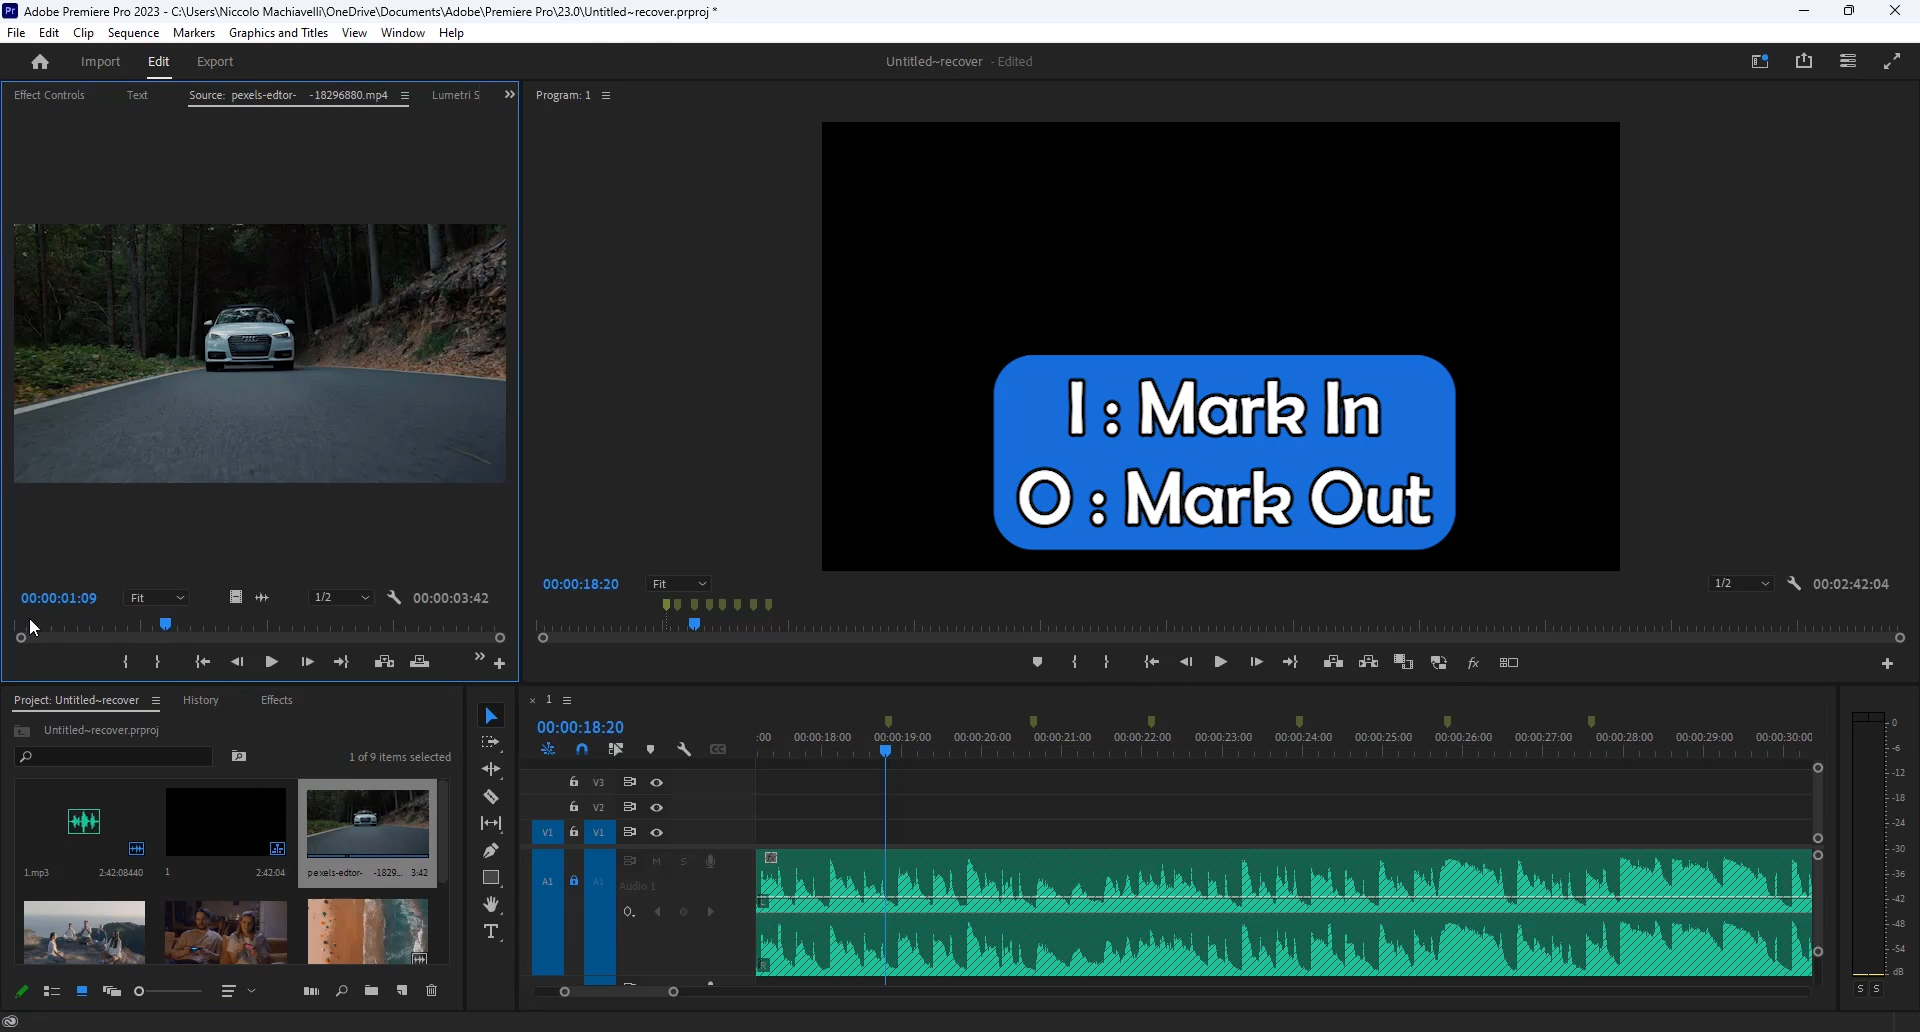 Pr Adobe Premiere Pro 2023 - C:\Users\Niccolo Machiavelli\OneDrive\Documents\Adobe\Premiere Pro\23.0\Untitled~recover.prproj *
File Edit Clip Sequence Markers Graphics and Titles View Window Help
Import Edit Export Untitled~recover - Edited
Effect Controls Text Source: pexels-edtor- -18296880.mp4 Lumetri S
Program: 1
I : Mark In
O : Mark Out
00:00:01:09 Fit 1/2 00:00:03:42
00:00:18:20 Fit 1/2 00:02:42:04
Project: Untitled~recover History Effects
Untitled~recover.prproj
1 of 9 items selected
1.mp3 2:42:08440
1 2:42:04
pexels-edtor- -1829... 3:42
1
00:00:18:20
:00 00:00:18:00 00:00:19:00 00:00:20:00 00:00:21:00 00:00:22:00 00:00:23:00 00:00:24:00 00:00:25:00 00:00:26:00 00:00:27:00 00:00:28:00 00:00:29:00 00:00:30:00
V3
V2
V1 V1
M S
A1 A1 Audio 1
L
R
0
-6
-12
-18
-24
-30
-36
-42
-48
-54
dB
S S